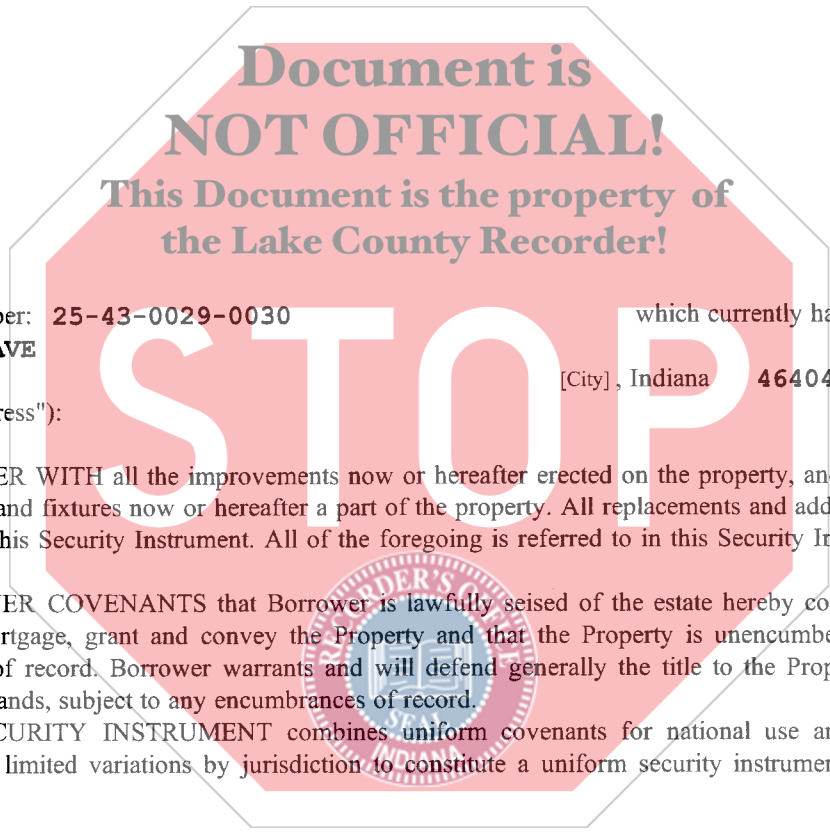 Document is
NOT OFFICIAL!
This Document is the property of
the Lake County Recorder!
ber: 25-43-0029-0030 which currently ha
AVE
[City] , Indiana 46404
ress"):
STOP
ER WITH all the improvements now or hereafter erected on the property, an
and fixtures now or hereafter a part of the property. All replacements and add
his Security Instrument. All of the foregoing is referred to in this Security In
ER COVENANTS that Borrower is lawfully seised of the estate hereby co
rtgage, grant and convey the Property and that the Property is unencumbe
of record. Borrower warrants and will defend generally the title to the Prop
ands, subject to any encumbrances of record.
CURITY INSTRUMENT combines uniform covenants for national use an
limited variations by jurisdiction to constitute a uniform security instrumen
RECORDER'S OFFICE
SEAL
INDIANA